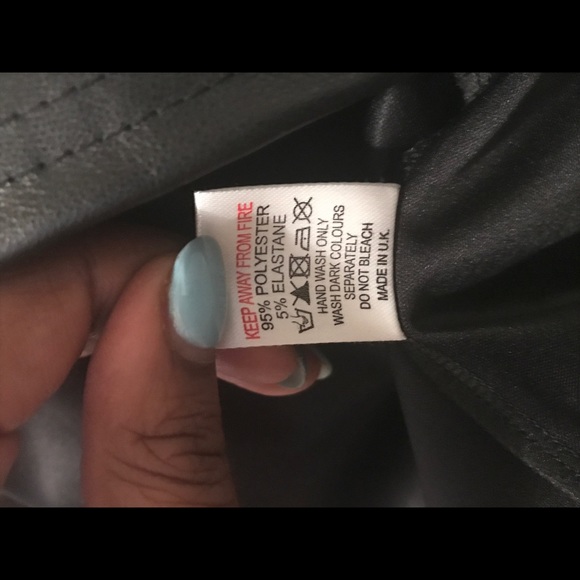 KEEP AWAY FROM FIRE
95% POLYESTER
5% ELASTANE
HAND WASH ONLY
WASH DARK COLOURS
SEPARATELY
DO NOT BLEACH
MADE IN U.K.